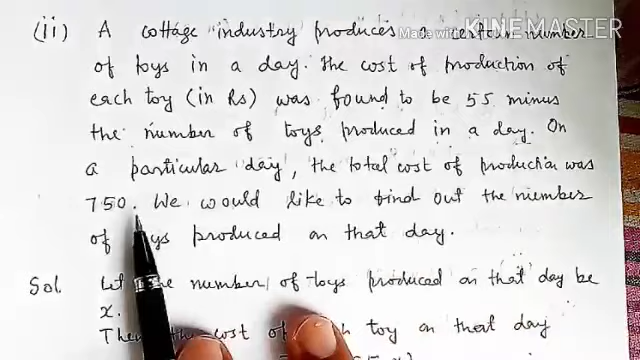 (ii) A cottage industry produces a certain number
Made with KINEMASTER
of toys in a day. The cost of production of
each toy (in Rs) was found to be 55 minus
the number of toys produced in a day. On
a particular day, the total cost of production was
750. We would like to find out the number
of toys produced on that day.
Sol Let the number of toys produced on that day be
x.
Then the cost of each toy on that day